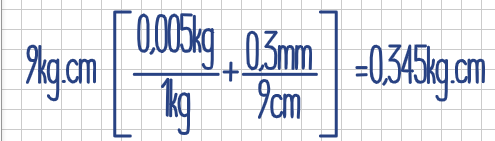 9kg.cm [ 0,005kg/1kg + 0,3mm/9cm ] =0,345kg.cm